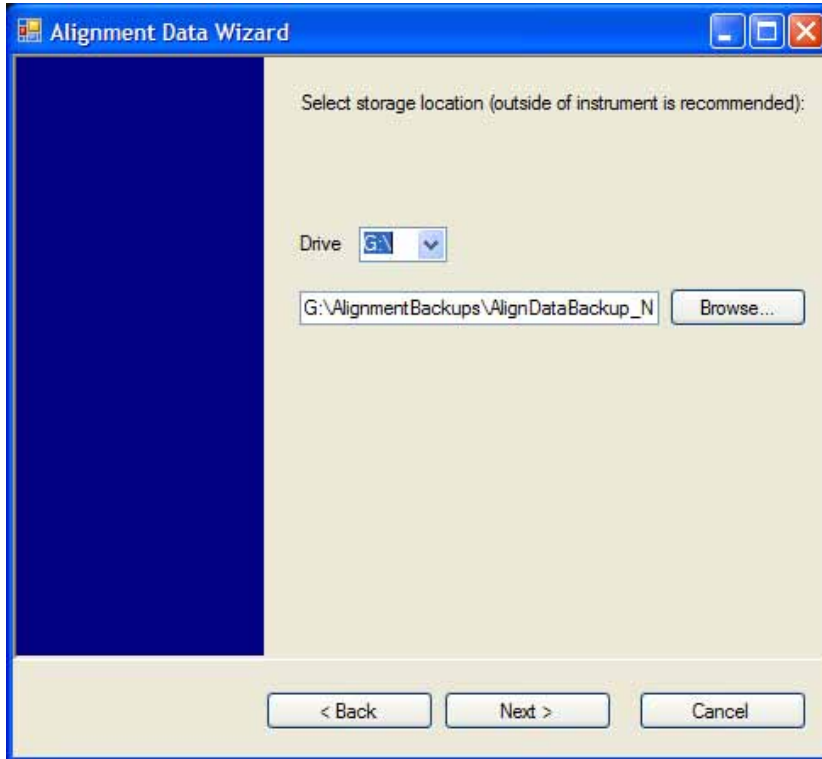 Alignment Data Wizard
Select storage location (outside of instrument is recommended):
Drive G:\
G:\AlignmentBackups\AlignDataBackup_N Browse...
< Back Next > Cancel